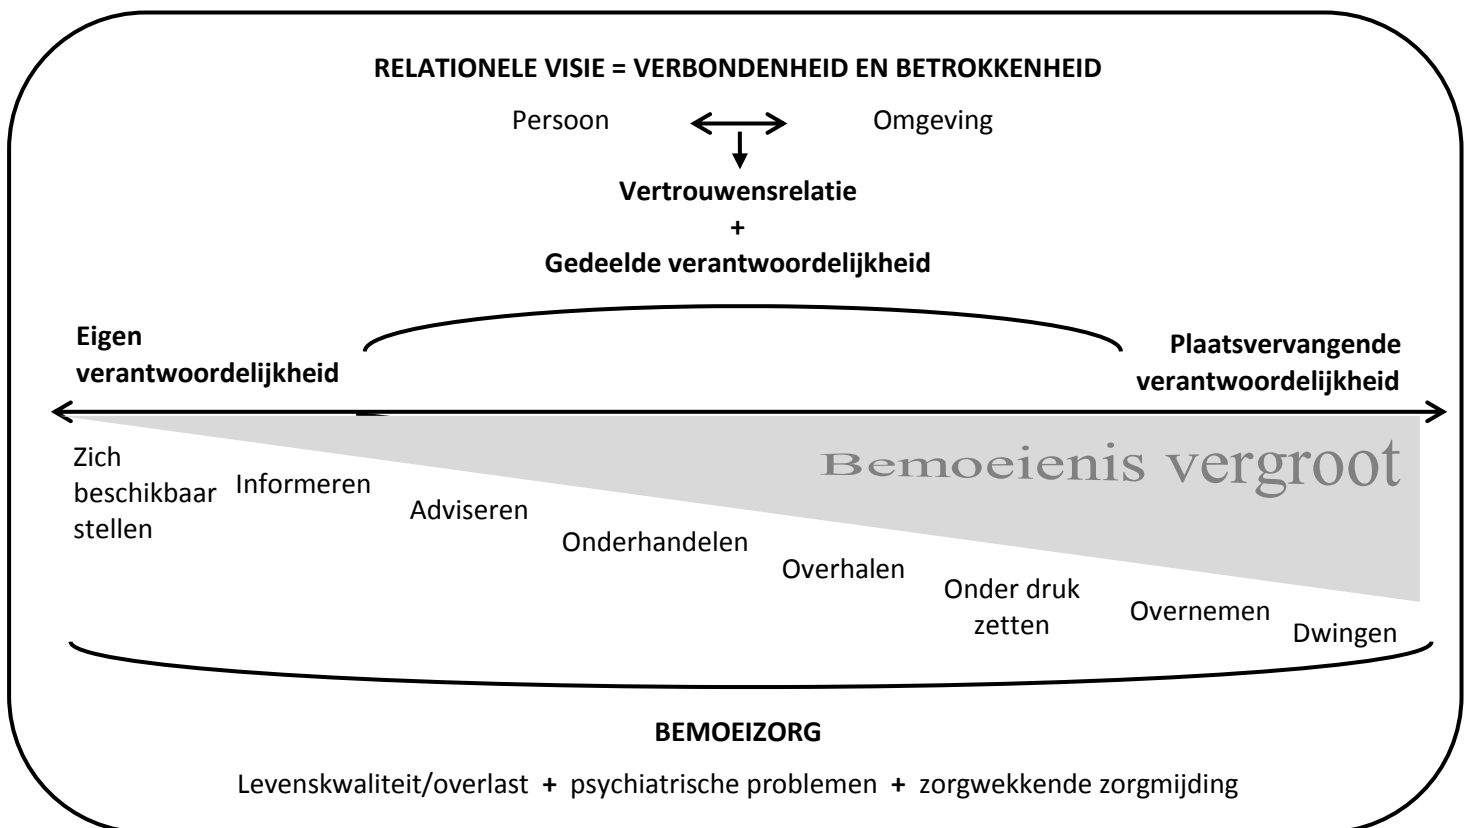 RELATIONELE VISIE = VERBONDENHEID EN BETROKKENHEID
Persoon Omgeving
Vertrouwensrelatie
+
Gedeelde verantwoordelijkheid
Eigen
verantwoordelijkheid
Plaatsvervangende
verantwoordelijkheid
Bemoeienis vergroot
Zich
beschikbaar
stellen
Informeren
Adviseren
Onderhandelen
Overhalen
Onder druk
zetten
Overnemen
Dwingen
BEMOEIZORG
Levenskwaliteit/overlast + psychiatrische problemen + zorgwekkende zorgmijding